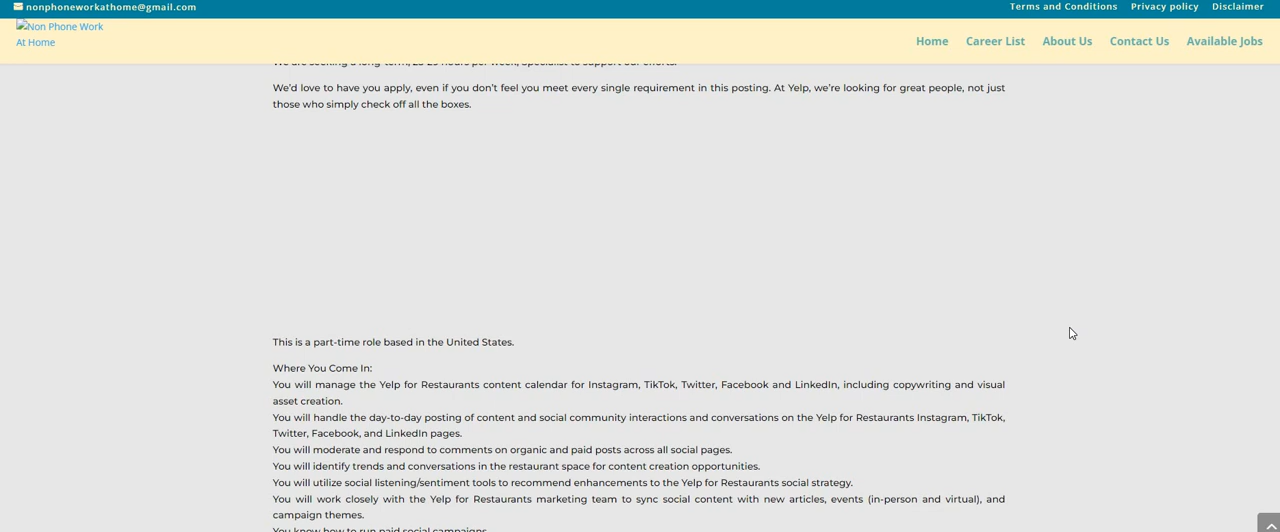 nonphoneworkathome@gmail.com
Terms and Conditions Privacy policy Disclaimer
Non Phone Work
At Home
Home Career List About Us Contact Us Available Jobs
We'd love to have you apply, even if you don't feel you meet every single requirement in this posting. At Yelp, we're looking for great people, not just
those who simply check off all the boxes.
This is a part-time role based in the United States.
Where You Come In:
You will manage the Yelp for Restaurants content calendar for Instagram, TikTok, Twitter, Facebook and LinkedIn, including copywriting and visual
asset creation.
You will handle the day-to-day posting of content and social community interactions and conversations on the Yelp for Restaurants Instagram, TikTok,
Twitter, Facebook, and LinkedIn pages.
You will moderate and respond to comments on organic and paid posts across all social pages.
You will identify trends and conversations in the restaurant space for content creation opportunities.
You will utilize social listening/sentiment tools to recommend enhancements to the Yelp for Restaurants social strategy.
You will work closely with the Yelp for Restaurants marketing team to sync social content with new articles, events (in-person and virtual), and
campaign themes.
You know how to run paid social campaigns